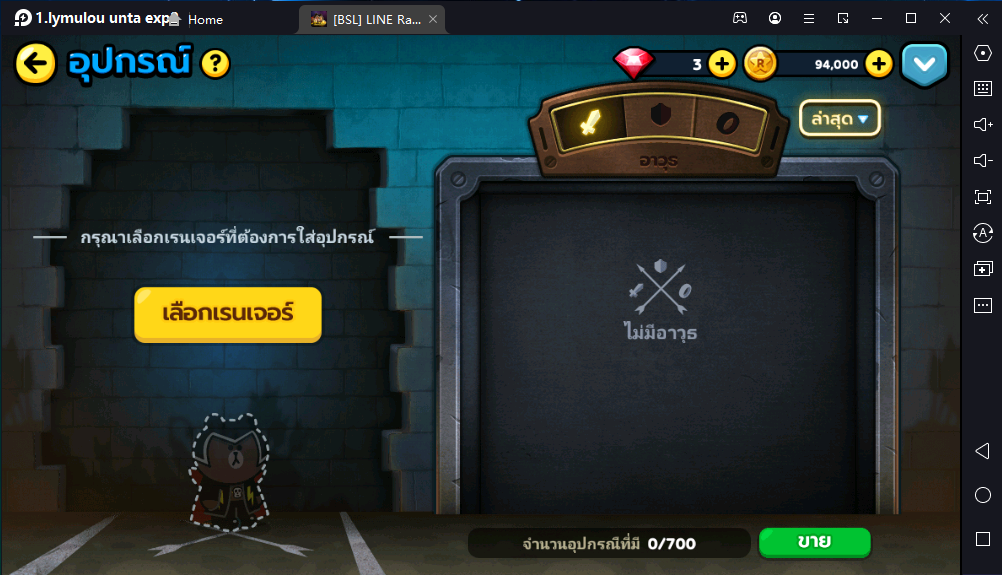 1.lymulou unta exp
Home
[BSL] LINE Ra...
อุปกรณ์ ?
3
R
94,000
ล่าสุด
อาวุธ
กรุณาเลือกเรนเจอร์ที่ต้องการใส่อุปกรณ์
เลือกเรนเจอร์
ไม่มีอาวุธ
จำนวนอุปกรณ์ที่มี 0/700
ขาย